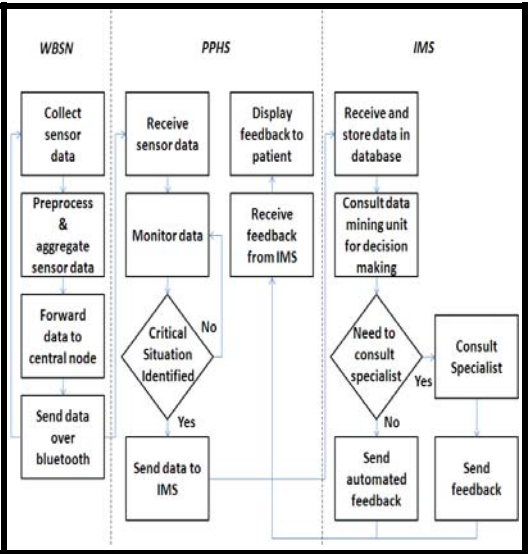 WBSN
PPHS
IMS
Collect
sensor
data
Preprocess
&
aggregate
sensor data
Forward
data to
central node
Send data
over
bluetooth
Receive
sensor data
Monitor data
Critical
Situation
Identified
No
Yes
Send data to
IMS
Display
feedback to
patient
Receive
feedback
from IMS
Receive and
store data in
database
Consult data
mining unit
for decision
making
Need to
consult
specialist
Yes
No
Consult
Specialist
Send
automated
feedback
Send
feedback